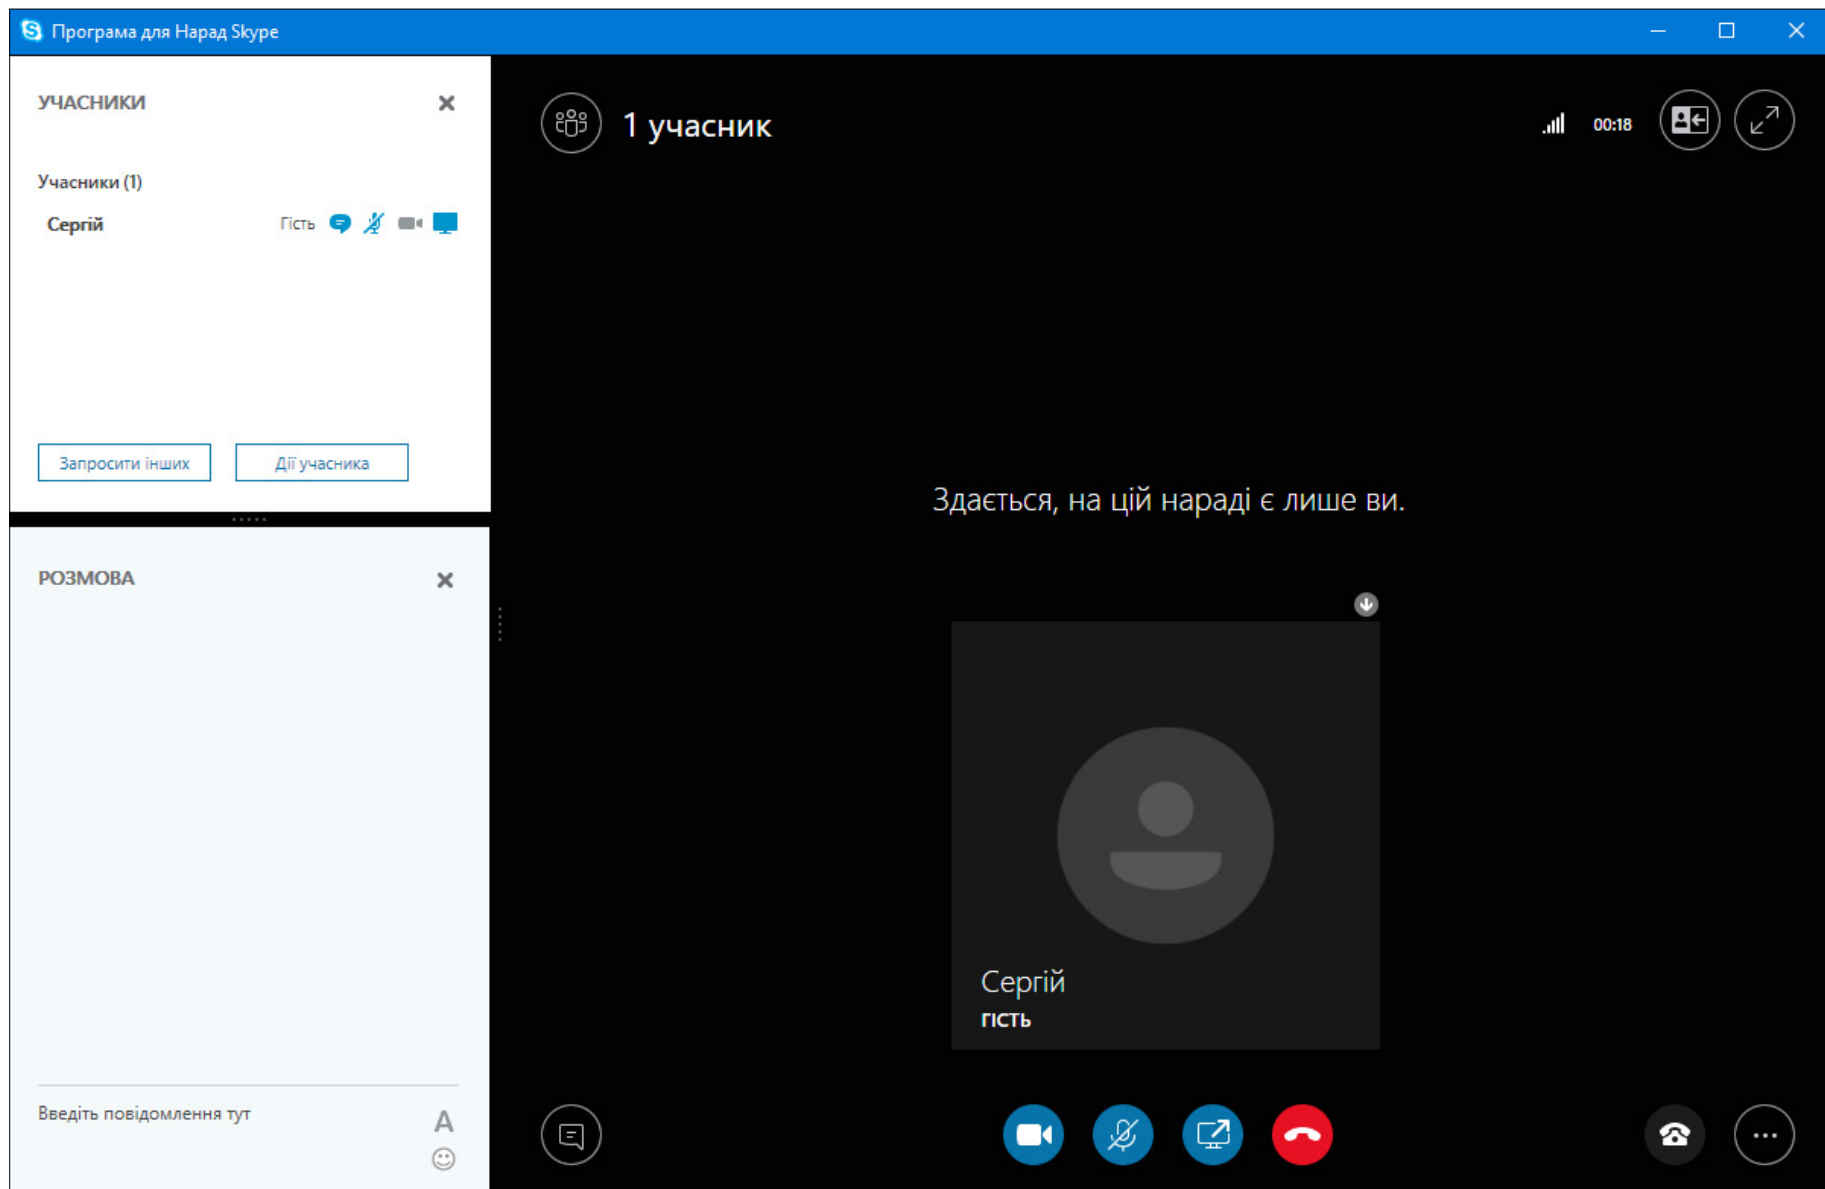 Програма для Нарад Skype
УЧАСНИКИ
Учасники (1)
Сергій Гість
Запросити інших Дії учасника
РОЗМОВА
Введіть повідомлення тут
A
1 учасник
00:18
Здається, на цій нараді є лише ви.
Сергій
ГІСТЬ